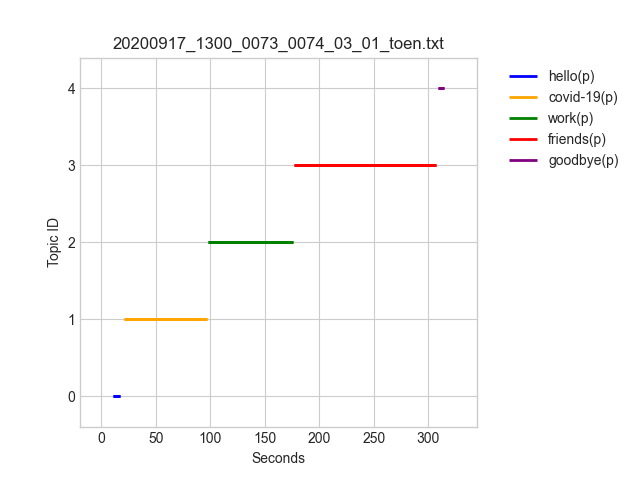 20200917_1300_0073_0074_03_01_toen.txt
hello(p)
covid-19(p)
work(p)
friends(p)
goodbye(p)
Topic ID
4
3
2
1
0
0 50 100 150 200 250 300
Seconds